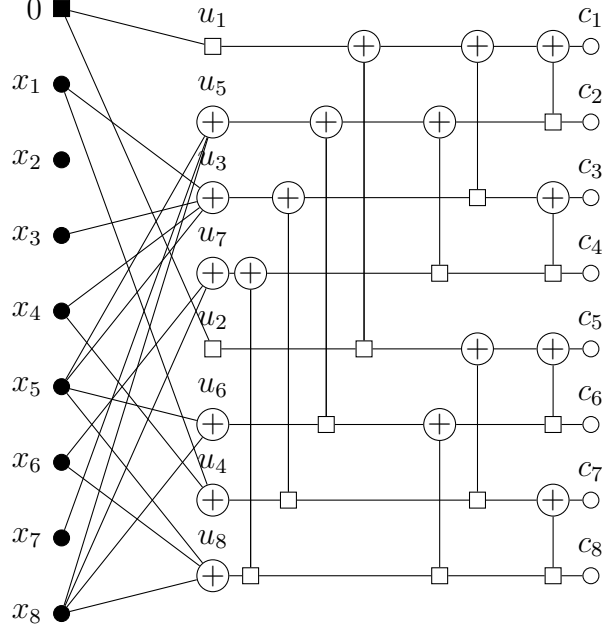 0
u₁
c₁
x₁
u₅
c₂
x₂
u₃
c₃
x₃
u₇
c₄
x₄
u₂
c₅
x₅
u₆
c₆
x₆
u₄
c₇
x₇
u₈
c₈
x₈